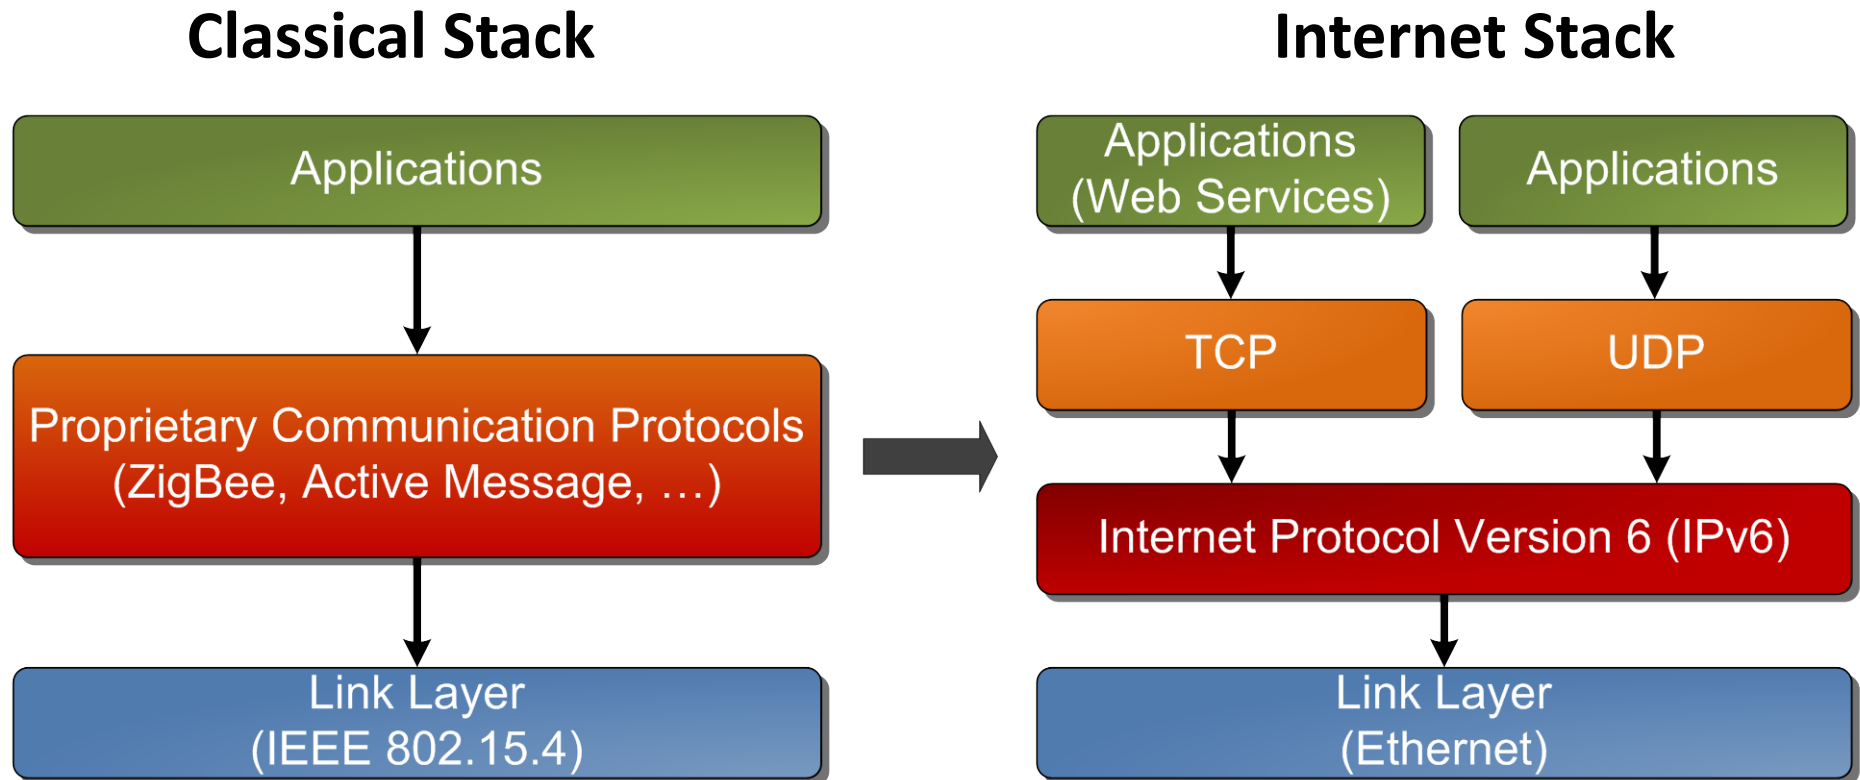 Classical Stack
Applications
Proprietary Communication Protocols
(ZigBee, Active Message, …)
Link Layer
(IEEE 802.15.4)
Internet Stack
Applications
(Web Services)
Applications
TCP
UDP
Internet Protocol Version 6 (IPv6)
Link Layer
(Ethernet)